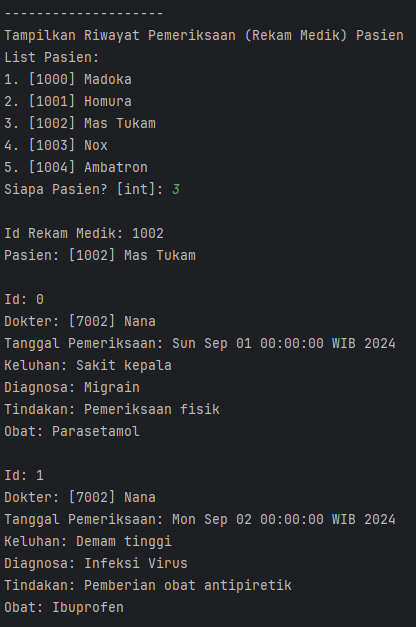 --------------------
Tampilkan Riwayat Pemeriksaan (Rekam Medik) Pasien
List Pasien:
1. [1000] Madoka
2. [1001] Homura
3. [1002] Mas Tukam
4. [1003] Nox
5. [1004] Ambatron
Siapa Pasien? [int]: 3
Id Rekam Medik: 1002
Pasien: [1002] Mas Tukam
Id: 0
Dokter: [7002] Nana
Tanggal Pemeriksaan: Sun Sep 01 00:00:00 WIB 2024
Keluhan: Sakit kepala
Diagnosa: Migrain
Tindakan: Pemeriksaan fisik
Obat: Parasetamol
Id: 1
Dokter: [7002] Nana
Tanggal Pemeriksaan: Mon Sep 02 00:00:00 WIB 2024
Keluhan: Demam tinggi
Diagnosa: Infeksi Virus
Tindakan: Pemberian obat antipiretik
Obat: Ibuprofen